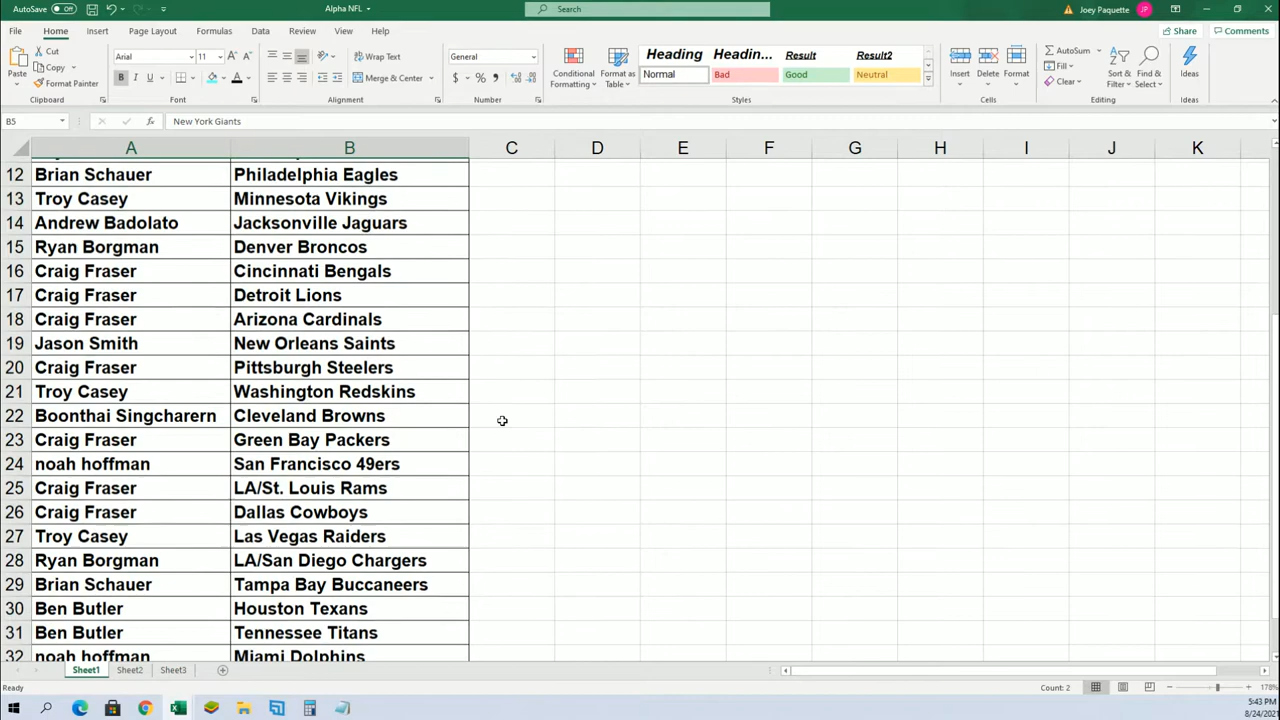 AutoSave Off Alpha NFL Search Joey Paquette JP
File Home Insert Page Layout Formulas Data Review View Help Share Comments
Paste Cut Copy Format Painter Clipboard
Arial 11 Font
Wrap Text Merge & Center Alignment
General Number
Conditional Formatting Format as Table
Heading Headin... Result Result2
Normal Bad Good Neutral
Styles
Insert Delete Format Cells
AutoSum Fill Clear Sort & Filter Find & Select Editing
Ideas Ideas
B5 New York Giants
A B C D E F G H I J K
12 Brian Schauer Philadelphia Eagles
13 Troy Casey Minnesota Vikings
14 Andrew Badolato Jacksonville Jaguars
15 Ryan Borgman Denver Broncos
16 Craig Fraser Cincinnati Bengals
17 Craig Fraser Detroit Lions
18 Craig Fraser Arizona Cardinals
19 Jason Smith New Orleans Saints
20 Craig Fraser Pittsburgh Steelers
21 Troy Casey Washington Redskins
22 Boonthai Singcharern Cleveland Browns
23 Craig Fraser Green Bay Packers
24 noah hoffman San Francisco 49ers
25 Craig Fraser LA/St. Louis Rams
26 Craig Fraser Dallas Cowboys
27 Troy Casey Las Vegas Raiders
28 Ryan Borgman LA/San Diego Chargers
29 Brian Schauer Tampa Bay Buccaneers
30 Ben Butler Houston Texans
31 Ben Butler Tennessee Titans
32 noah hoffman Miami Dolphins
Sheet1 Sheet2 Sheet3
Ready Count: 2 178%
5:43 PM